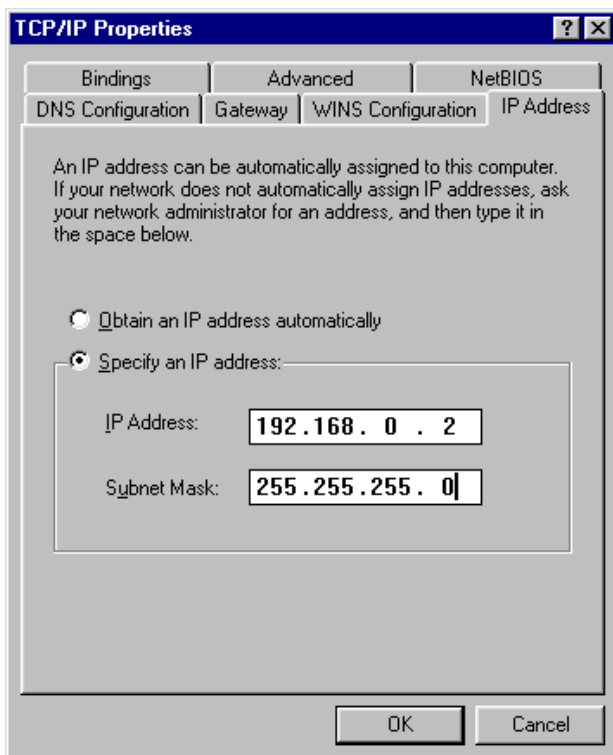 TCP/IP Properties
Bindings Advanced NetBIOS
DNS Configuration Gateway WINS Configuration IP Address
An IP address can be automatically assigned to this computer.
If your network does not automatically assign IP addresses, ask
your network administrator for an address, and then type it in
the space below.
Obtain an IP address automatically
Specify an IP address:
IP Address: 192.168. 0 . 2
Subnet Mask: 255.255.255. 0
OK Cancel